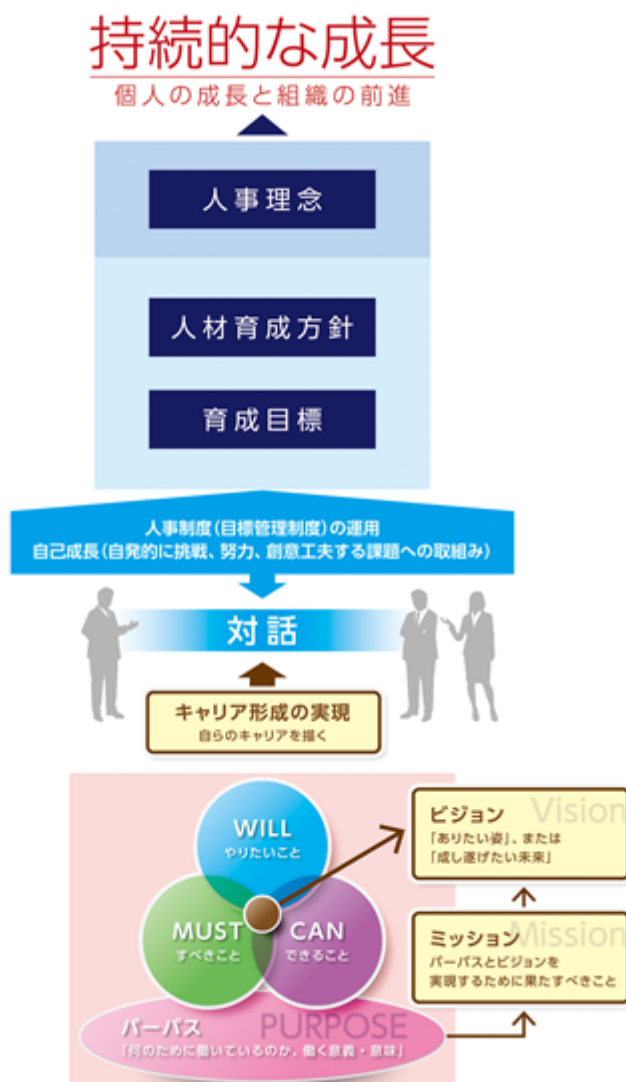 持続的な成長
個人の成長と組織の前進
人事理念
人材育成方針
育成目標
人事制度(目標管理制度)の運用
自己成長(自発的に挑戦、努力、創意工夫する課題への取組み)
対話
キャリア形成の実現
自らのキャリアを描く
WILL
やりたいこと
MUST
すべきこと
CAN
できること
パーパス PURPOSE
「何のために働いているのか、働く意義・意味」
ビジョン Vision
「ありたい姿」、または
「成し遂げたい未来」
ミッション Mission
パーパスとビジョンを
実現するために果たすべきこと